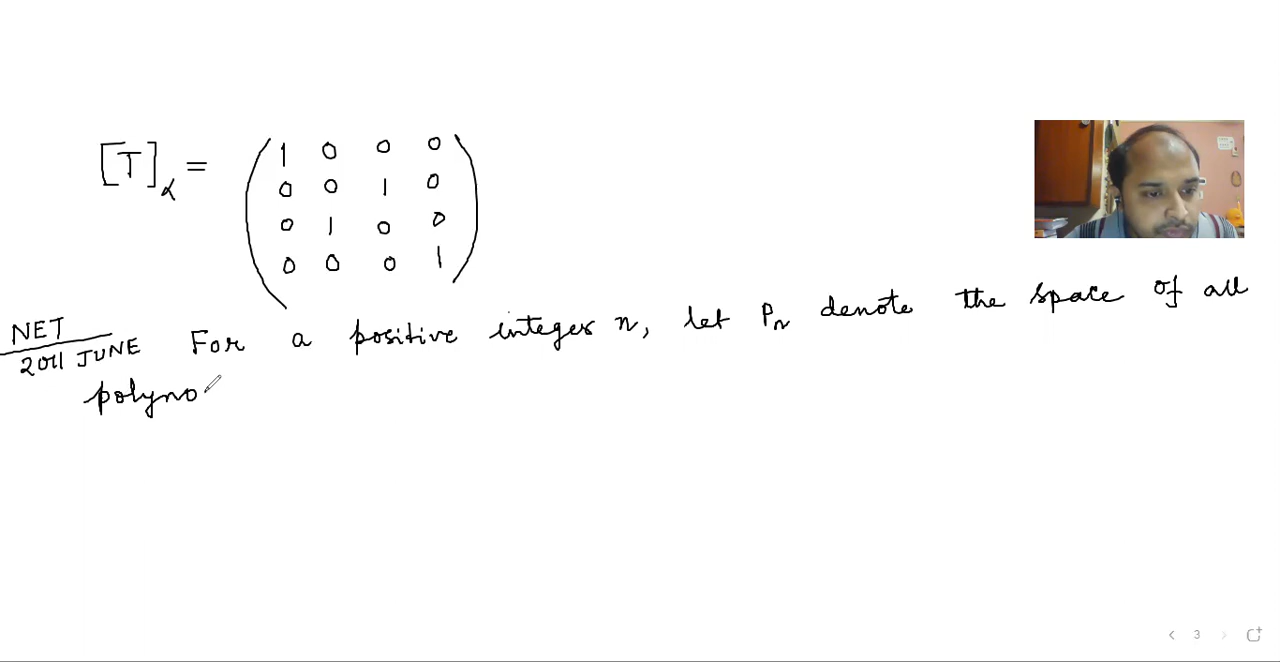 [T]α = ( 1 0 0 0
0 0 1 0
0 1 0 0
0 0 0 1 )
NET
2011 JUNE For a positive integer n, let Pn denote the space of all
polyno
3